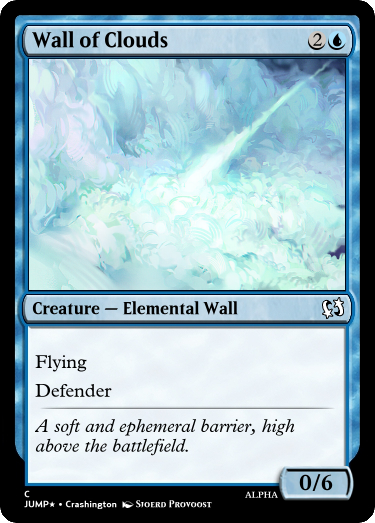 Wall of Clouds 2
Creature — Elemental Wall
Flying
Defender
A soft and ephemeral barrier, high
above the battlefield.
0/6
C
ALPHA
JUMP★ • Crashington Sjoerd Provoost